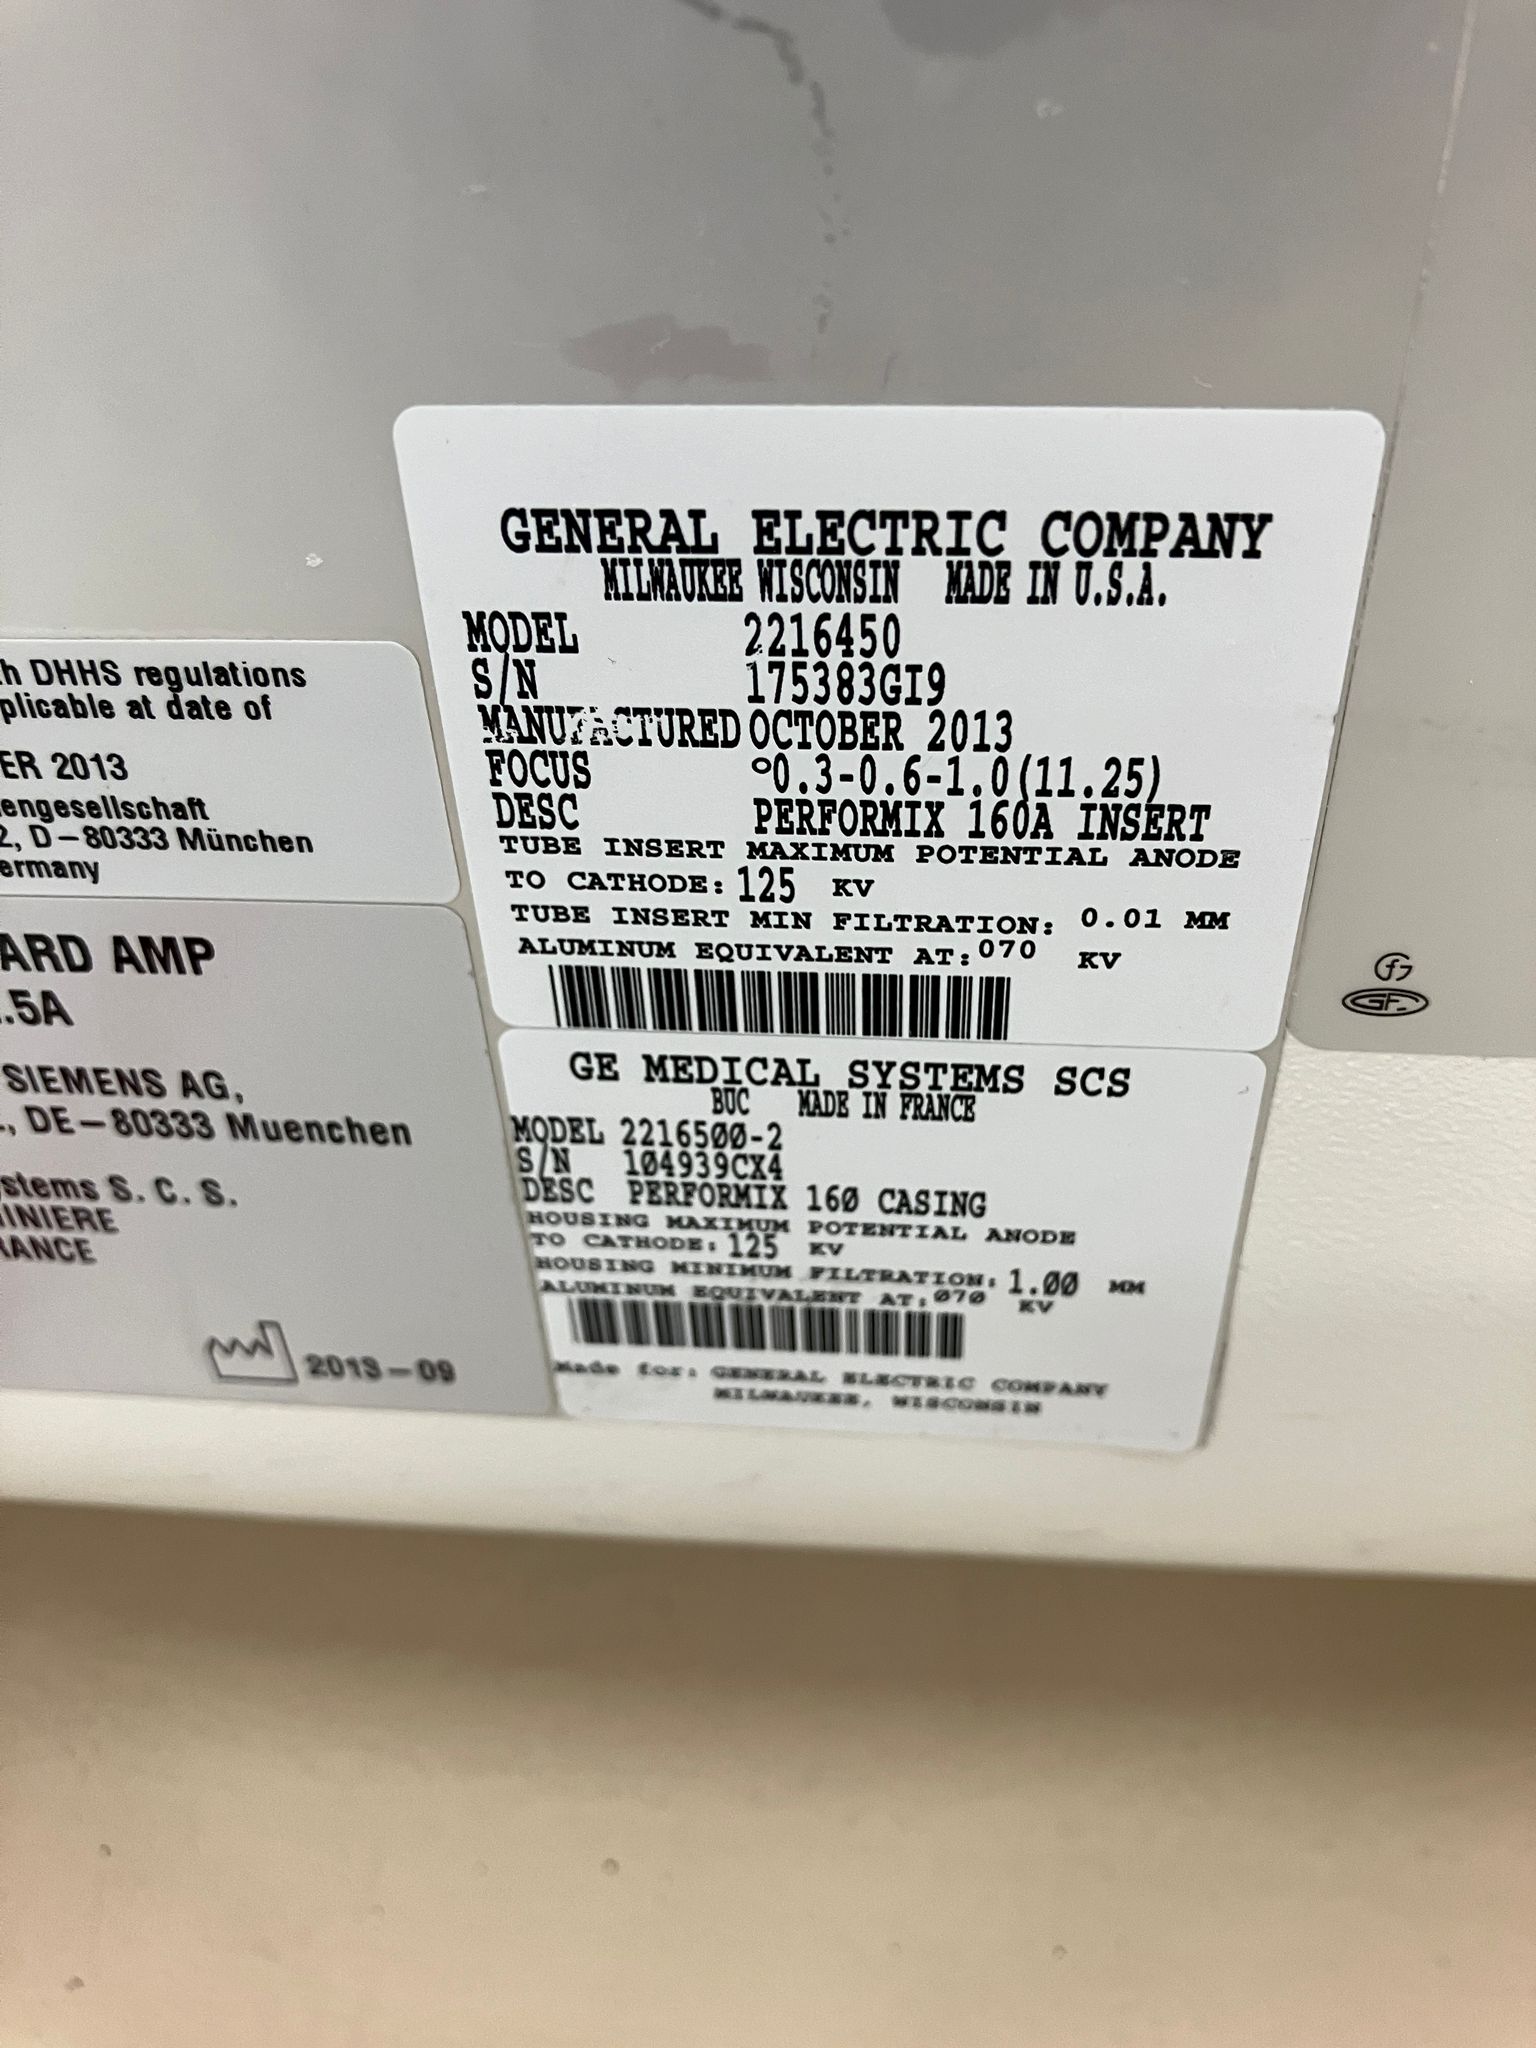 GENERAL ELECTRIC COMPANY
MILWAUKEE WISCONSIN MADE IN U.S.A.
MODEL 2216450
S/N 175383GI9
MANUFACTURED OCTOBER 2013
FOCUS °0.3-0.6-1.0(11.25)
DESC PERFORMIX 160A INSERT
TUBE INSERT MAXIMUM POTENTIAL ANODE
TO CATHODE: 125 KV
TUBE INSERT MIN FILTRATION: 0.01 MM
ALUMINUM EQUIVALENT AT: 070 KV
GE MEDICAL SYSTEMS SCS
BUC MADE IN FRANCE
MODEL 2216500-2
S/N 104939CX4
DESC PERFORMIX 160 CASING
HOUSING MAXIMUM POTENTIAL ANODE
TO CATHODE: 125 KV
HOUSING MINIMUM FILTRATION: 1.00 MM
ALUMINUM EQUIVALENT AT: 070 KV
Made for: GENERAL ELECTRIC COMPANY
MILWAUKEE, WISCONSIN
h DHHS regulations
plicable at date of
ER 2013
engesellschaft
2, D-80333 München
ermany
ARD AMP
.5A
SIEMENS AG,
, DE-80333 Muenchen
stems S. C. S.
INIERE
RANCE
2013-09
GE